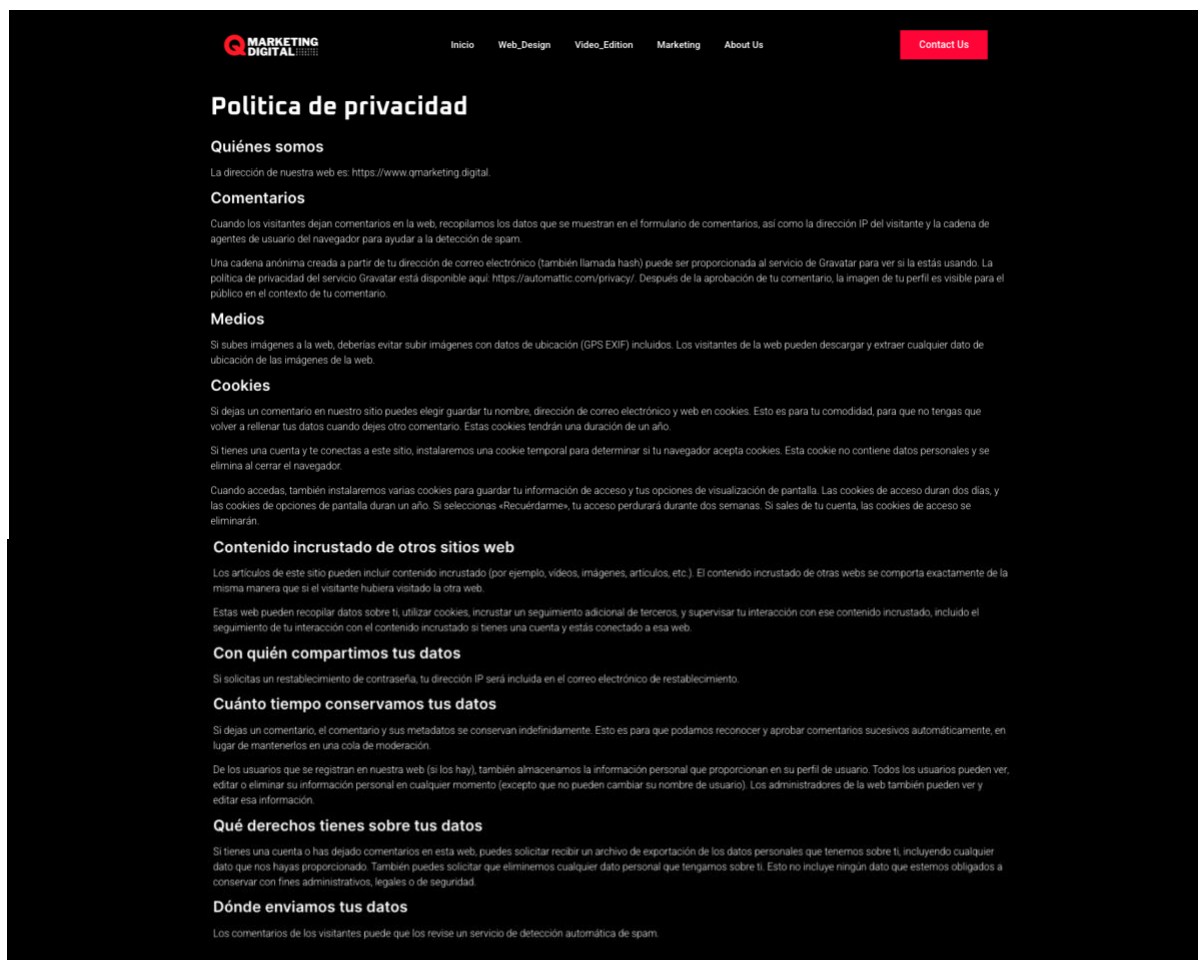 Q MARKETING
DIGITAL
Inicio Web_Design Video_Edition Marketing About Us Contact Us
Politica de privacidad
Quiénes somos
La dirección de nuestra web es: https://www.qmarketing.digital.
Comentarios
Cuando los visitantes dejan comentarios en la web, recopilamos los datos que se muestran en el formulario de comentarios, así como la dirección IP del visitante y la cadena de
agentes de usuario del navegador para ayudar a la detección de spam.
Una cadena anónima creada a partir de tu dirección de correo electrónico (también llamada hash) puede ser proporcionada al servicio de Gravatar para ver si la estás usando. La
política de privacidad del servicio Gravatar está disponible aquí: https://automattic.com/privacy/. Después de la aprobación de tu comentario, la imagen de tu perfil es visible para el
público en el contexto de tu comentario.
Medios
Si subes imágenes a la web, deberías evitar subir imágenes con datos de ubicación (GPS EXIF) incluidos. Los visitantes de la web pueden descargar y extraer cualquier dato de
ubicación de las imágenes de la web.
Cookies
Si dejas un comentario en nuestro sitio puedes elegir guardar tu nombre, dirección de correo electrónico y web en cookies. Esto es para tu comodidad, para que no tengas que
volver a rellenar tus datos cuando dejes otro comentario. Estas cookies tendrán una duración de un año.
Si tienes una cuenta y te conectas a este sitio, instalaremos una cookie temporal para determinar si tu navegador acepta cookies. Esta cookie no contiene datos personales y se
elimina al cerrar el navegador.
Cuando accedas, también instalaremos varias cookies para guardar tu información de acceso y tus opciones de visualización de pantalla. Las cookies de acceso duran dos días, y
las cookies de opciones de pantalla duran un año. Si seleccionas «Recuérdarme», tu acceso perdurará durante dos semanas. Si sales de tu cuenta, las cookies de acceso se
eliminarán.
Contenido incrustado de otros sitios web
Los artículos de este sitio pueden incluir contenido incrustado (por ejemplo, vídeos, imágenes, artículos, etc.). El contenido incrustado de otras webs se comporta exactamente de la
misma manera que si el visitante hubiera visitado la otra web.
Estas web pueden recopilar datos sobre ti, utilizar cookies, incrustar un seguimiento adicional de terceros, y supervisar tu interacción con ese contenido incrustado, incluido el
seguimiento de tu interacción con el contenido incrustado si tienes una cuenta y estás conectado a esa web.
Con quién compartimos tus datos
Si solicitas un restablecimiento de contraseña, tu dirección IP será incluida en el correo electrónico de restablecimiento.
Cuánto tiempo conservamos tus datos
Si dejas un comentario, el comentario y sus metadatos se conservan indefinidamente. Esto es para que podamos reconocer y aprobar comentarios sucesivos automáticamente, en
lugar de mantenerlos en una cola de moderación.
De los usuarios que se registran en nuestra web (si los hay), también almacenamos la información personal que proporcionan en su perfil de usuario. Todos los usuarios pueden ver,
editar o eliminar su información personal en cualquier momento (excepto que no pueden cambiar su nombre de usuario). Los administradores de la web también pueden ver y
editar esa información.
Qué derechos tienes sobre tus datos
Si tienes una cuenta o has dejado comentarios en esta web, puedes solicitar recibir un archivo de exportación de los datos personales que tenemos sobre ti, incluyendo cualquier
dato que nos hayas proporcionado. También puedes solicitar que eliminemos cualquier dato personal que tengamos sobre ti. Esto no incluye ningún dato que estemos obligados a
conservar con fines administrativos, legales o de seguridad.
Dónde enviamos tus datos
Los comentarios de los visitantes puede que los revise un servicio de detección automática de spam.